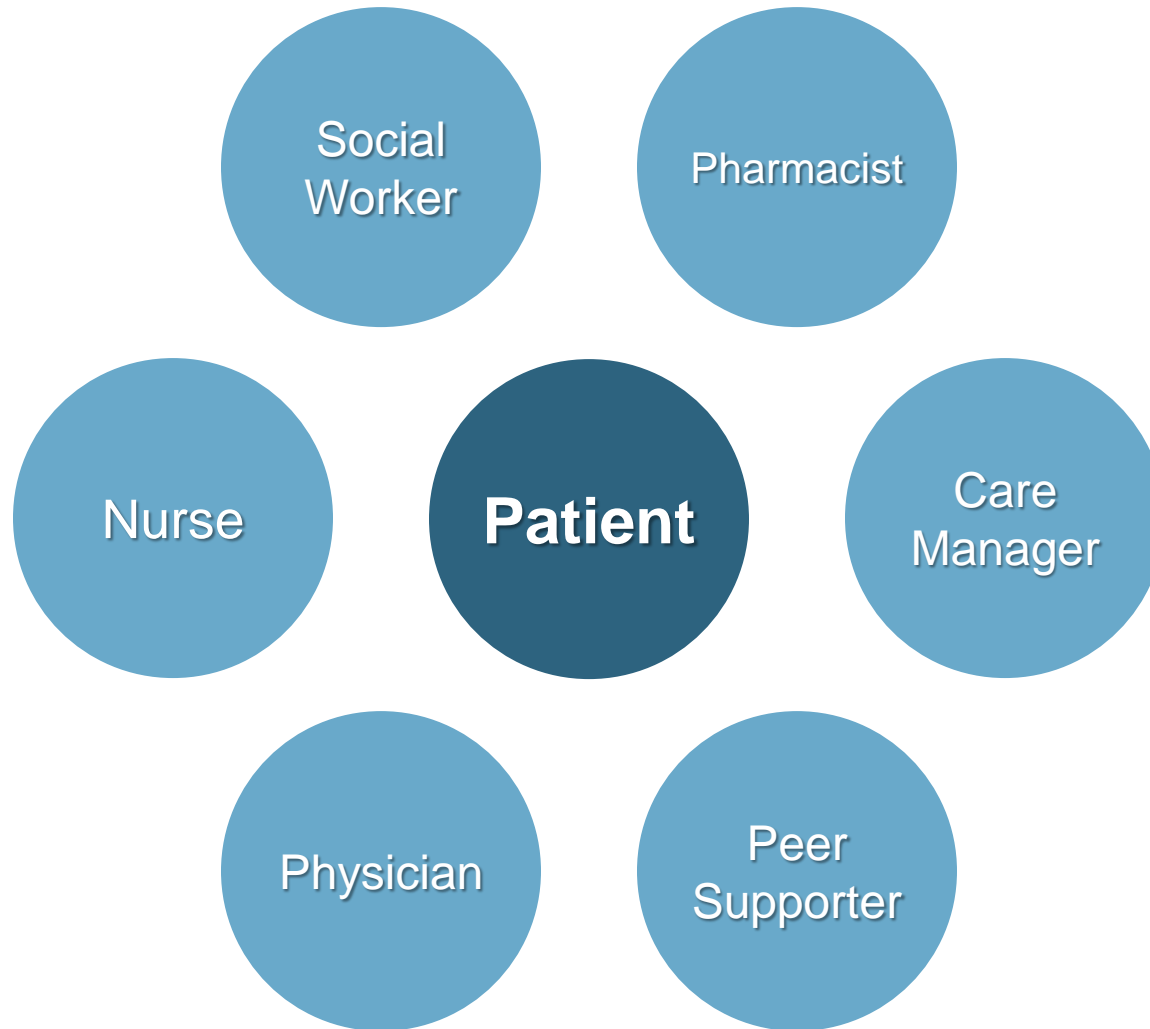 Social
Worker
Pharmacist
Nurse
Patient
Care
Manager
Physician
Peer
Supporter